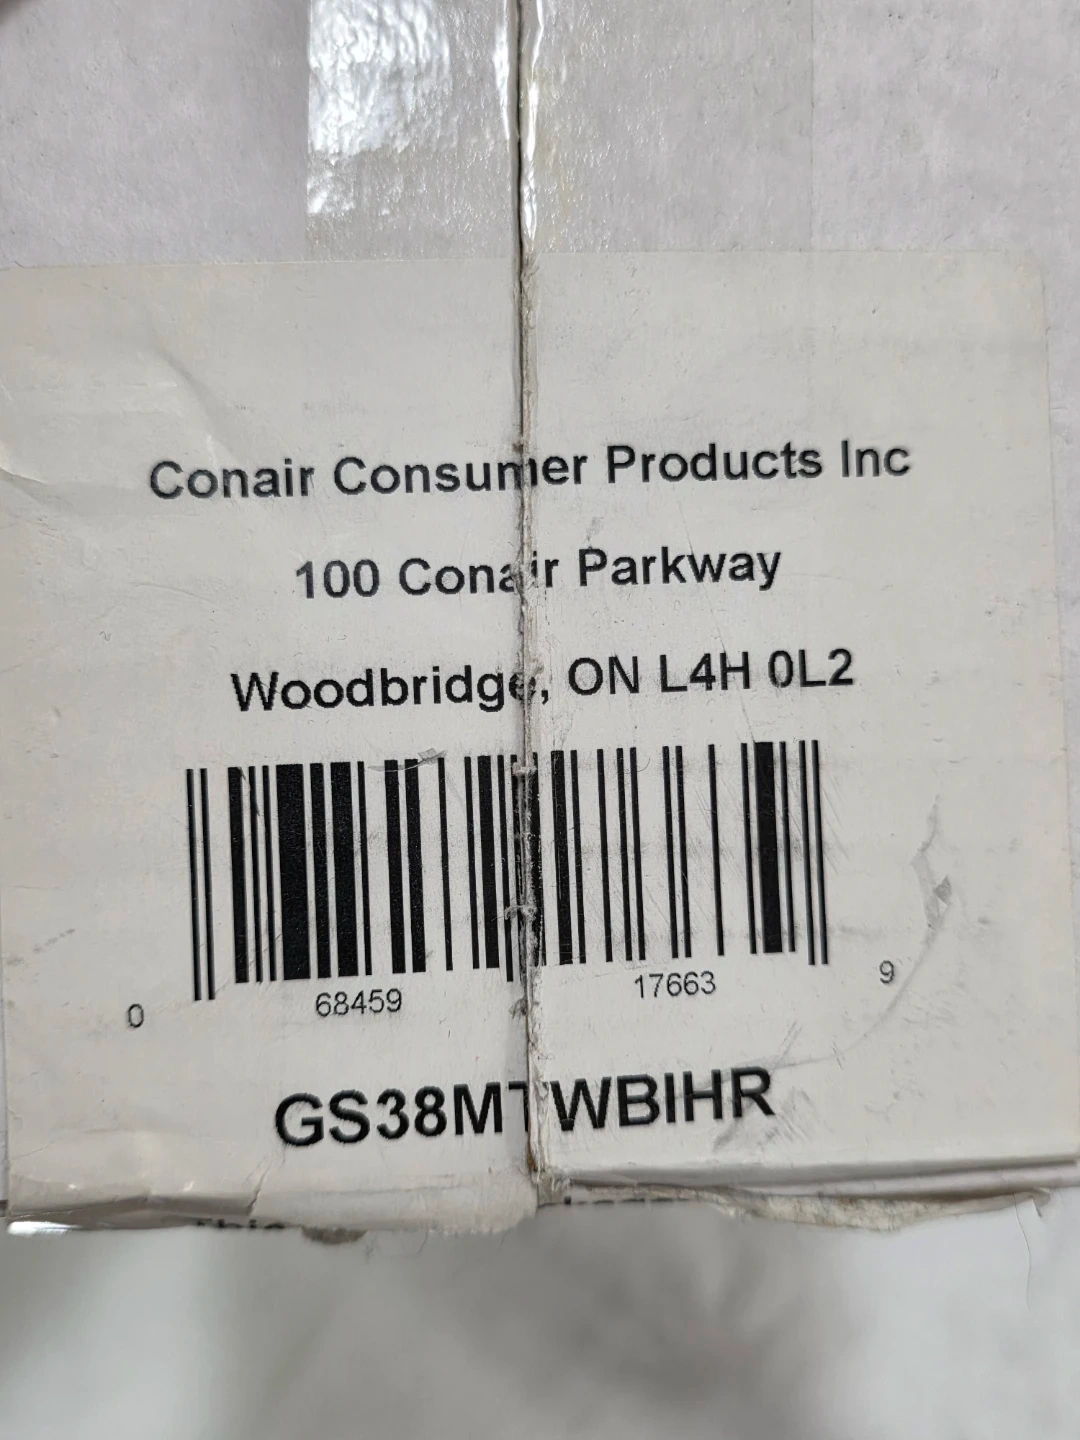 Conair Consumer Products Inc
100 Conair Parkway
Woodbridge, ON L4H 0L2
0 68459 17663 9
GS38MTWBIHR